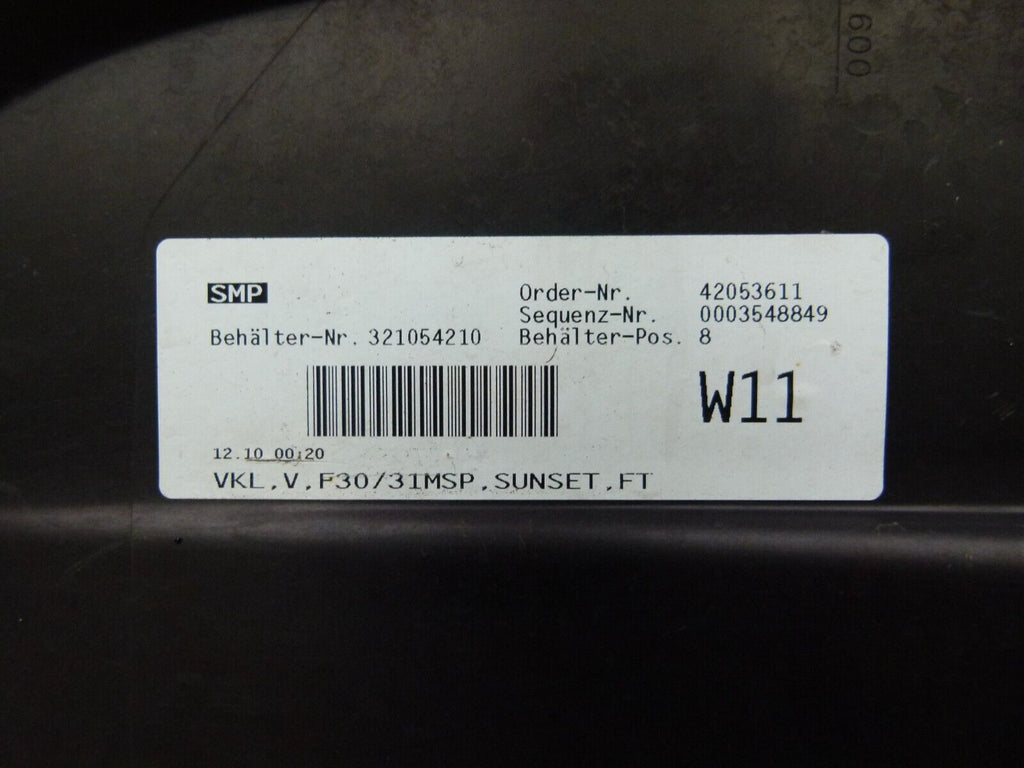 600
SMP
Order-Nr. 42053611
Sequenz-Nr. 0003548849
Behälter-Nr. 321054210 Behälter-Pos. 8
W11
12.10 00:20
VKL,V,F30/31MSP,SUNSET,FT